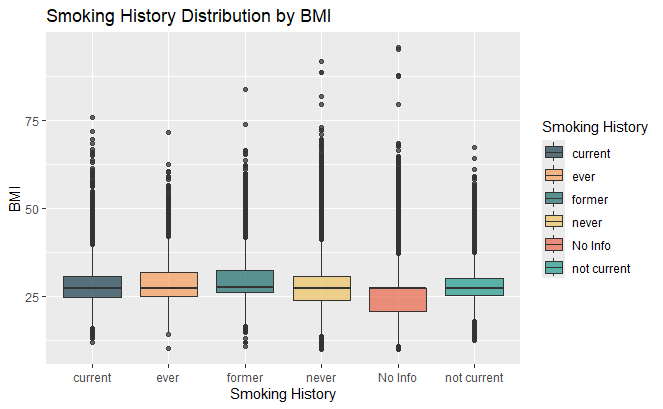 Smoking History Distribution by BMI
75
50
25
BMI
current ever former never No Info not current
Smoking History
Smoking History
current
ever
former
never
No Info
not current